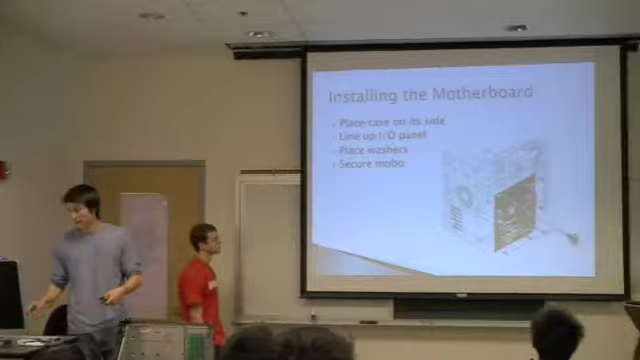 Installing the Motherboard
Place case on its side
Line up I/O panel
Place washers
Secure mobo